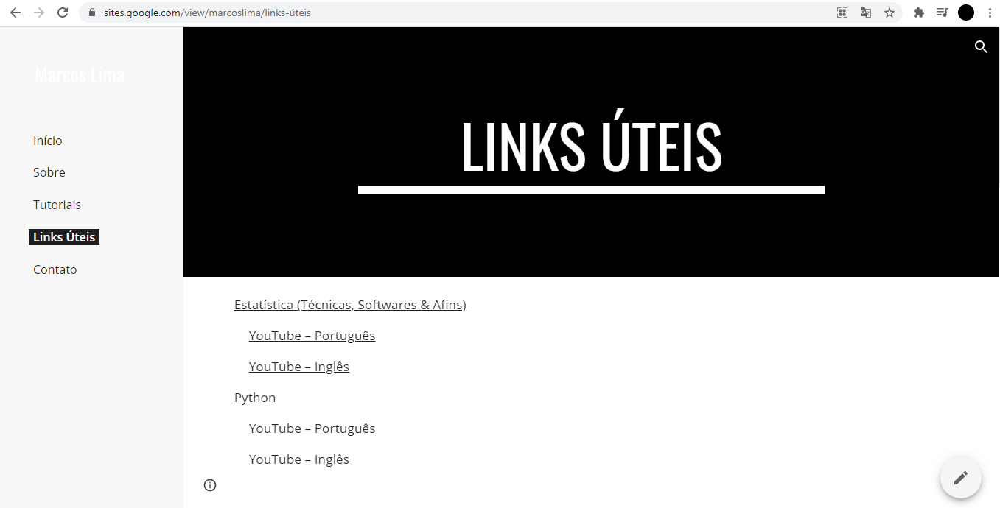 sites.google.com/view/marcoslima/links-úteis
Marcos Lima
Início
Sobre
Tutoriais
Links Úteis
Contato
LINKS ÚTEIS
Estatística (Técnicas, Softwares & Afins)
YouTube – Português
YouTube – Inglês
Python
YouTube – Português
YouTube – Inglês